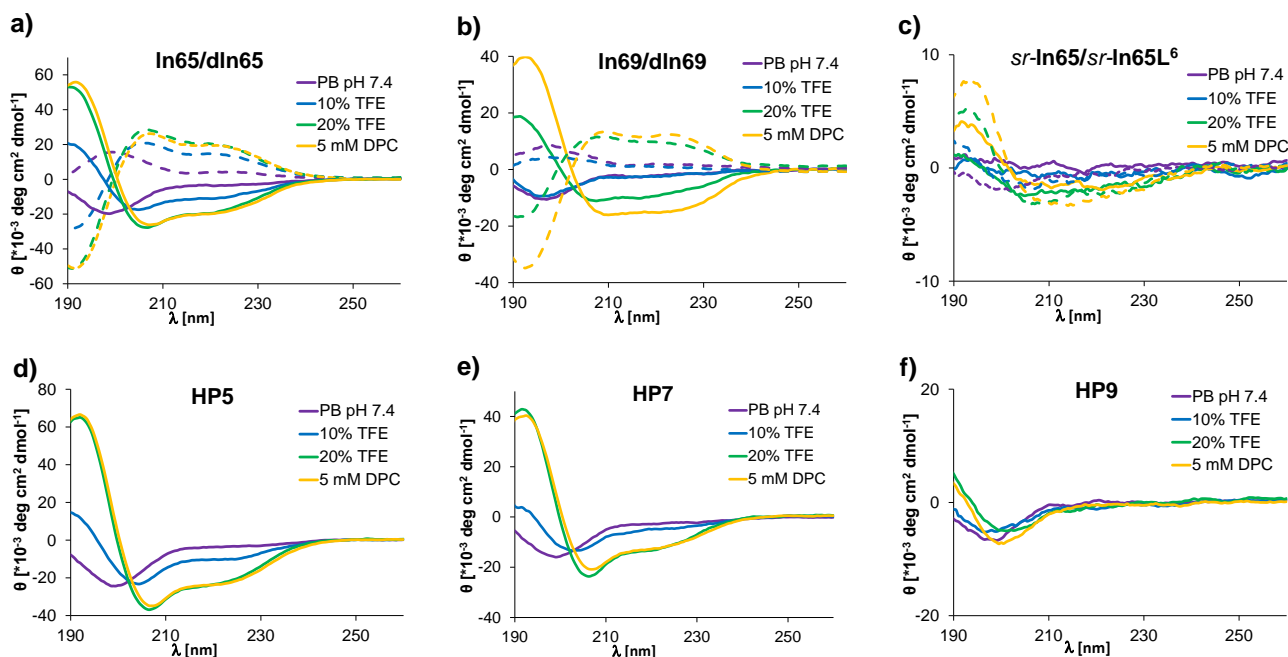 a)
In65/dIn65
θ [*10⁻³ deg cm² dmol⁻¹]
60
40
20
0
-20
-40
-60
PB pH 7.4
10% TFE
20% TFE
5 mM DPC
190
210
230
250
λ [nm]
b)
In69/dIn69
θ [*10⁻³ deg cm² dmol⁻¹]
40
20
0
-20
-40
PB pH 7.4
10% TFE
20% TFE
5 mM DPC
190
210
230
250
λ [nm]
c)
sr-In65/sr-In65L⁶
θ [*10⁻³ deg cm² dmol⁻¹]
10
0
-10
PB pH 7.4
10% TFE
20% TFE
5 mM DPC
190
210
230
250
λ [nm]
d)
HP5
θ [*10⁻³ deg cm² dmol⁻¹]
80
60
40
20
0
-20
-40
PB pH 7.4
10% TFE
20% TFE
5 mM DPC
190
210
230
250
λ [nm]
e)
HP7
θ [*10⁻³ deg cm² dmol⁻¹]
40
20
0
-20
-40
PB pH 7.4
10% TFE
20% TFE
5 mM DPC
190
210
230
250
λ [nm]
f)
HP9
θ [*10⁻³ deg cm² dmol⁻¹]
20
0
-20
PB pH 7.4
10% TFE
20% TFE
5 mM DPC
190
210
230
250
λ [nm]